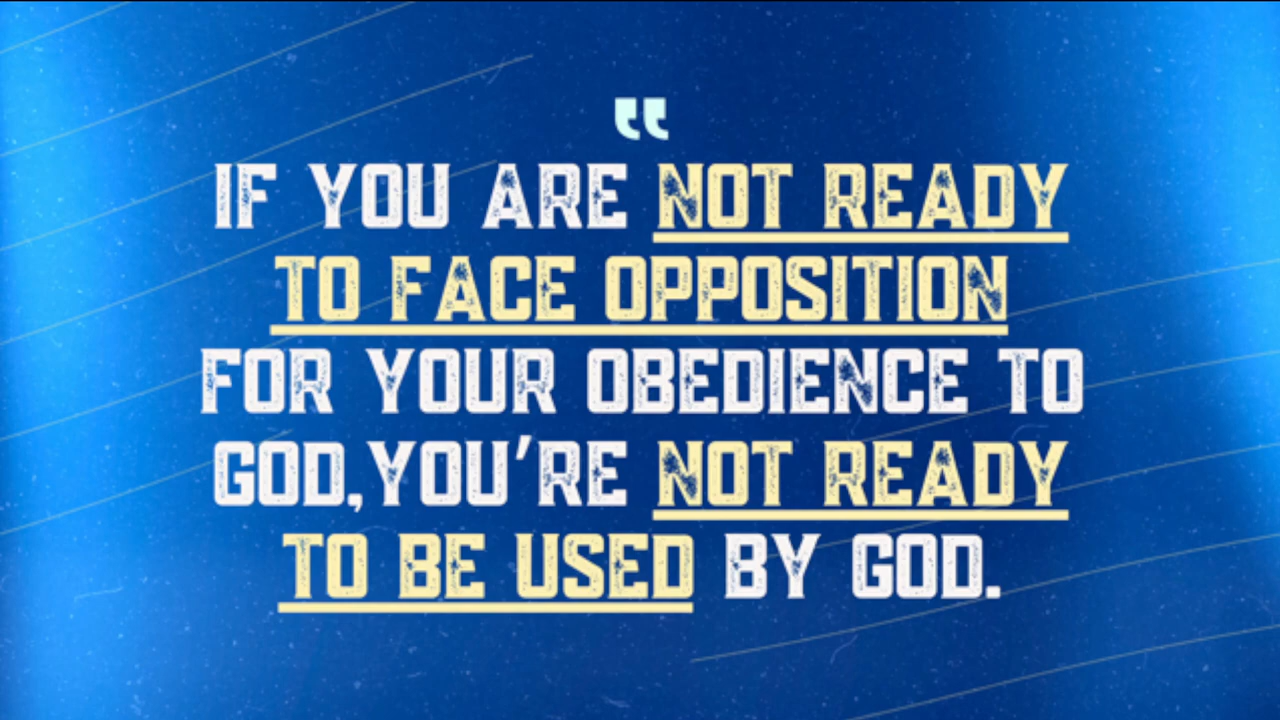 “
IF YOU ARE NOT READY
TO FACE OPPOSITION
FOR YOUR OBEDIENCE TO
GOD,YOU'RE NOT READY
TO BE USED BY GOD.